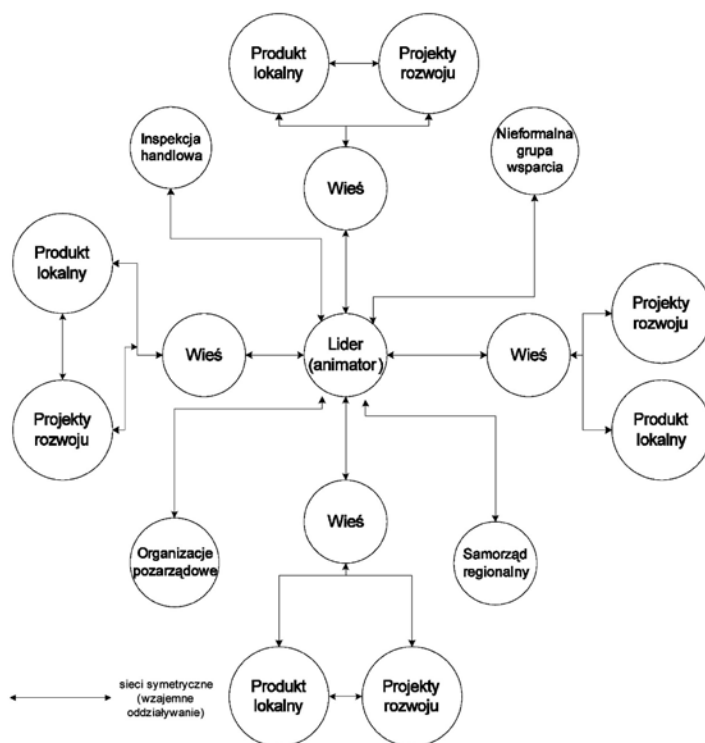 Produkt
lokalny
Projekty
rozwoju
Inspekcja
handlowa
Nieformalna
grupa
wsparcia
Wieś
Produkt
lokalny
Projekty
rozwoju
Wieś
Lider
(animator)
Wieś
Projekty
rozwoju
Produkt
lokalny
Wieś
Organizacje
pozarządowe
Samorząd
regionalny
Produkt
lokalny
Projekty
rozwoju
sieci symetryczne
(wzajemne
oddziaływanie)